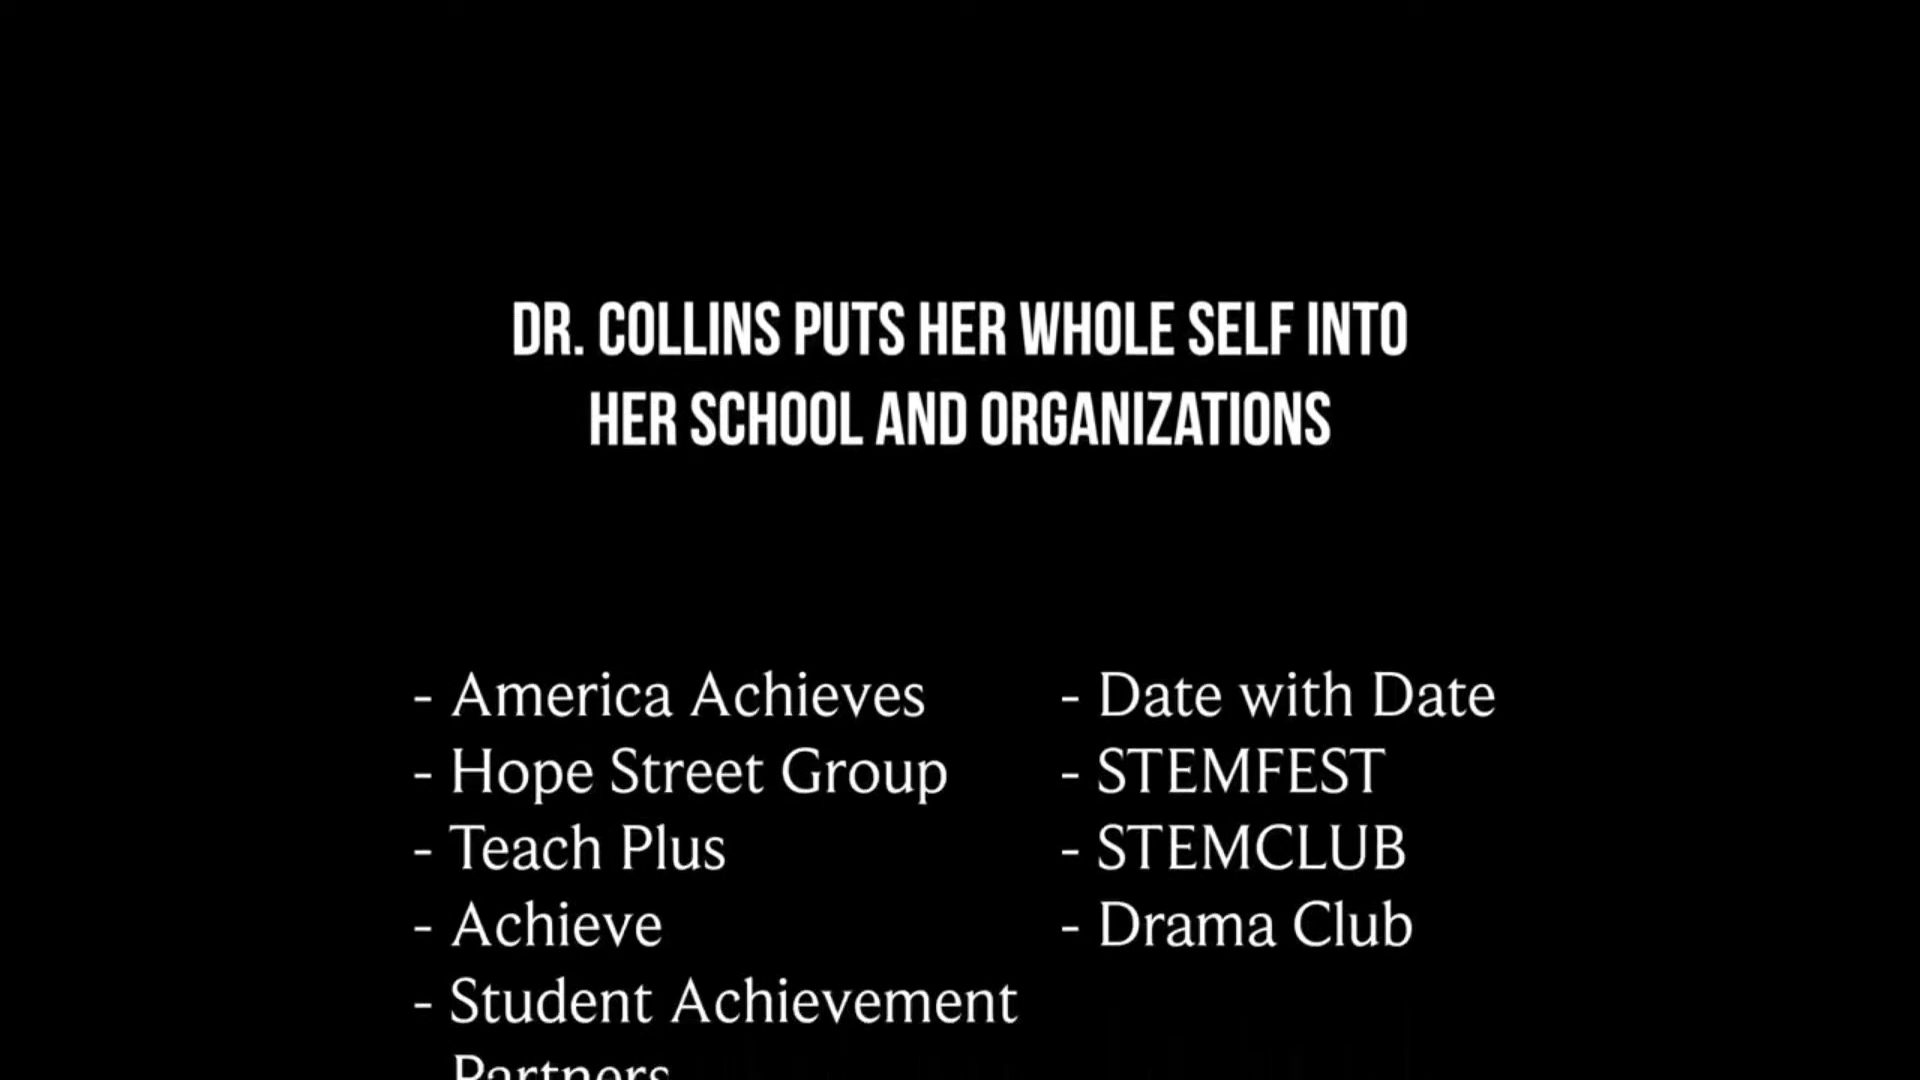 DR. COLLINS PUTS HER WHOLE SELF INTO
HER SCHOOL AND ORGANIZATIONS
- America Achieves
- Hope Street Group
- Teach Plus
- Achieve
- Student Achievement
Partners
- Date with Date
- STEMFEST
- STEMCLUB
- Drama Club